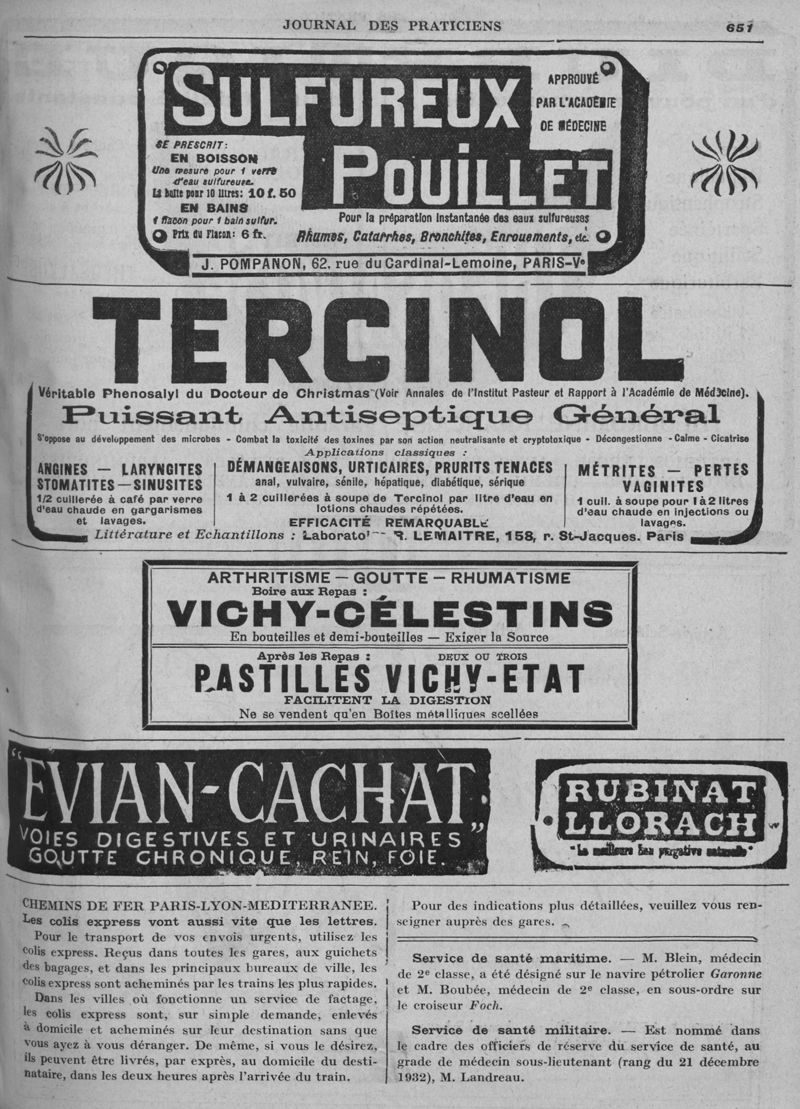 JOURNAL DES PRATICIENS
651
SULFUREUX
POUILLET
APPROUVÉ
PAR L'ACADÉMIE
DE MÉDECINE
SE PRESCRIT:
EN BOISSON
Une mesure pour 1 verre
d'eau sulfureuse.
La boîte pour 10 litres: 10 f. 50
EN BAINS
1 flacon pour 1 bain sulfur.
Prix du Flacon: 6 fr.
Pour la préparation instantanée des eaux sulfureuses
Rhumes, Catarrhes, Bronchites, Enrouements, etc.
J. POMPANON, 62, rue du Cardinal-Lemoine, PARIS-Ve
TERCINOL
Véritable Phenosalyl du Docteur de Christmas (Voir Annales de l'Institut Pasteur et Rapport à l'Académie de Médecine).
Puissant Antiseptique Général
S'oppose au développement des microbes - Combat la toxicité des toxines par son action neutralisante et cryptotoxique - Décongestionne - Calme - Cicatrise
Applications classiques :
ANGINES — LARYNGITES
STOMATITES — SINUSITES
1/2 cuillerée à café par verre
d'eau chaude en gargarismes
et lavages.
DÉMANGEAISONS, URTICAIRES, PRURITS TENACES
anal, vulvaire, sénile, hépatique, diabétique, sérique
1 à 2 cuillerées à soupe de Tercinol par litre d'eau en
lotions chaudes répétées.
EFFICACITÉ REMARQUABLE
MÉTRITES — PERTES
VAGINITES
1 cuil. à soupe pour 1 à 2 litres
d'eau chaude en injections ou
lavages.
Littérature et Echantillons : Laborato R. LEMAITRE, 158, r. St-Jacques. Paris
ARTHRITISME — GOUTTE — RHUMATISME
Boire aux Repas :
VICHY-CÉLESTINS
En bouteilles et demi-bouteilles — Exiger la Source
Après les Repas : DEUX OU TROIS
PASTILLES VICHY-ETAT
FACILITENT LA DIGESTION
Ne se vendent qu'en Boîtes métalliques scellées
"EVIAN-CACHAT"
VOIES DIGESTIVES ET URINAIRES
GOUTTE CHRONIQUE, REIN, FOIE.
RUBINAT
LLORACH
"La meilleure Eau purgative naturelle"
CHEMINS DE FER PARIS-LYON-MEDITERRANEE.
Les colis express vont aussi vite que les lettres.
Pour le transport de vos envois urgents, utilisez les
colis express. Reçus dans toutes les gares, aux guichets
des bagages, et dans les principaux bureaux de ville, les
colis express sont acheminés par les trains les plus rapides.
Dans les villes où fonctionne un service de factage,
les colis express sont, sur simple demande, enlevés
à domicile et acheminés sur leur destination sans que
vous ayez à vous déranger. De même, si vous le désirez,
ils peuvent être livrés, par exprès, au domicile du desti-
nataire, dans les deux heures après l'arrivée du train.
Pour des indications plus détaillées, veuillez vous ren-
seigner auprès des gares.
Service de santé maritime. — M. Blein, médecin
de 2e classe, a été désigné sur le navire pétrolier Garonne
et M. Boubée, médecin de 2e classe, en sous-ordre sur
le croiseur Foch.
Service de santé militaire. — Est nommé dans
le cadre des officiers de réserve du service de santé, au
grade de médecin sous-lieutenant (rang du 21 décembre
1932), M. Landreau.